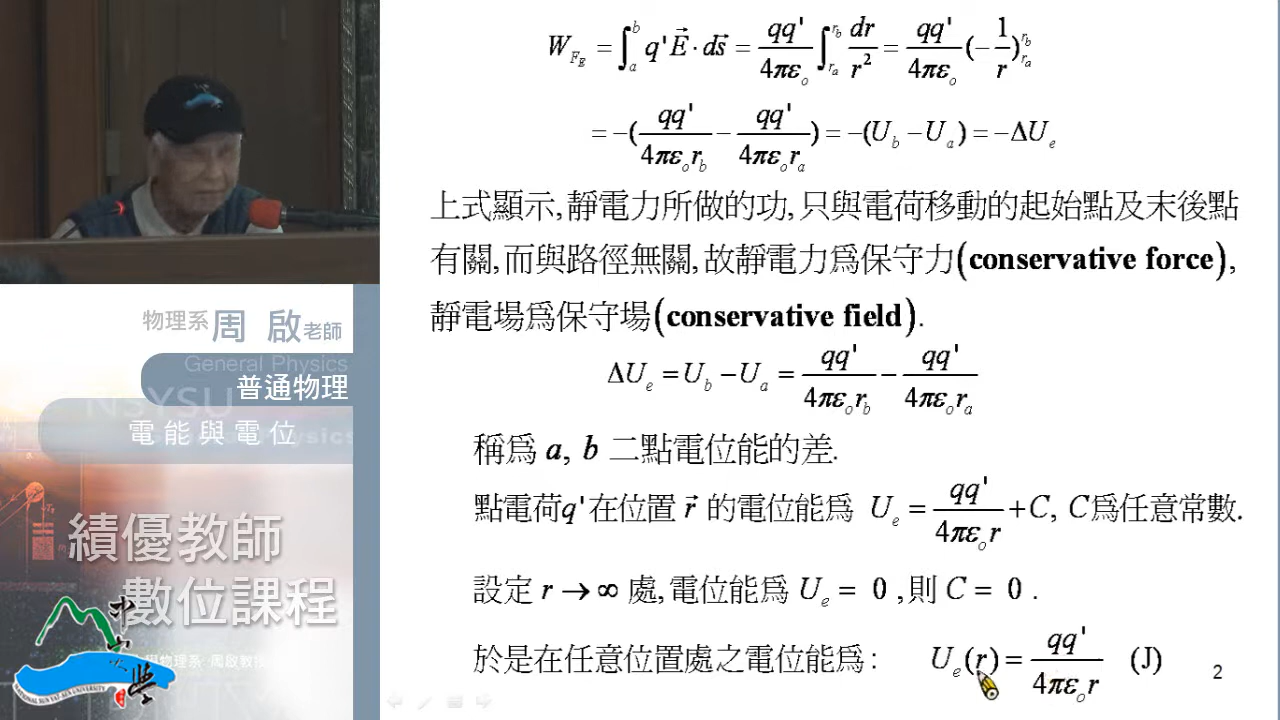 W_{F_E} = ∫_a^b q'E⃗·ds⃗ = qq'/4πε_o ∫_{r_a}^{r_b} dr/r² = qq'/4πε_o (−1/r)_{r_a}^{r_b}
= −(qq'/4πε_o r_b − qq'/4πε_o r_a) = −(U_b − U_a) = −ΔU_e
上式顯示,靜電力所做的功,只與電荷移動的起始點及末後點
有關,而與路徑無關,故靜電力為保守力(conservative force),
靜電場為保守場(conservative field).
ΔU_e = U_b − U_a = qq'/4πε_o r_b − qq'/4πε_o r_a
稱為 a, b 二點電位能的差.
點電荷q'在位置 r⃗ 的電位能為 U_e = qq'/4πε_o r + C, C為任意常數.
設定 r → ∞ 處,電位能為 U_e = 0 ,則 C = 0 .
於是在任意位置處之電位能為: U_e(r) = qq'/4πε_o r (J)
2
物理系周 啟老師
General Physics
普通物理
NSYSU
電能與電位
績優教師
數位課程
中山大學